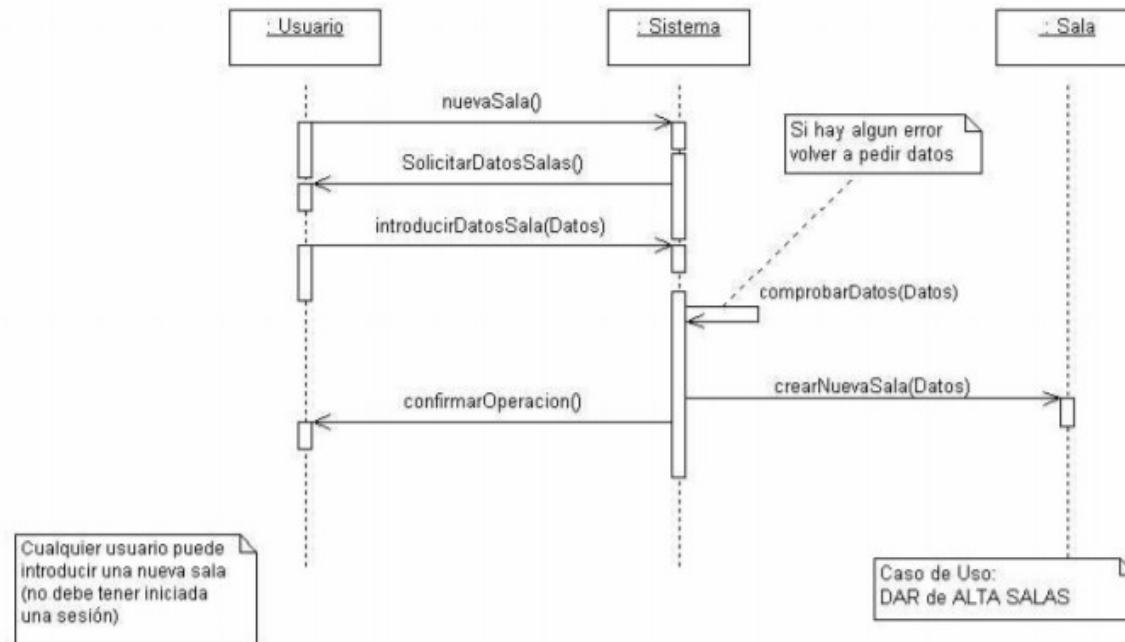 : Usuario
: Sistema
: Sala
nuevaSala()
Si hay algun error
volver a pedir datos
SolicitarDatosSalas()
introducirDatosSala(Datos)
comprobarDatos(Datos)
crearNuevaSala(Datos)
confirmarOperacion()
Cualquier usuario puede
introducir una nueva sala
(no debe tener iniciada
una sesión)
Caso de Uso:
DAR de ALTA SALAS